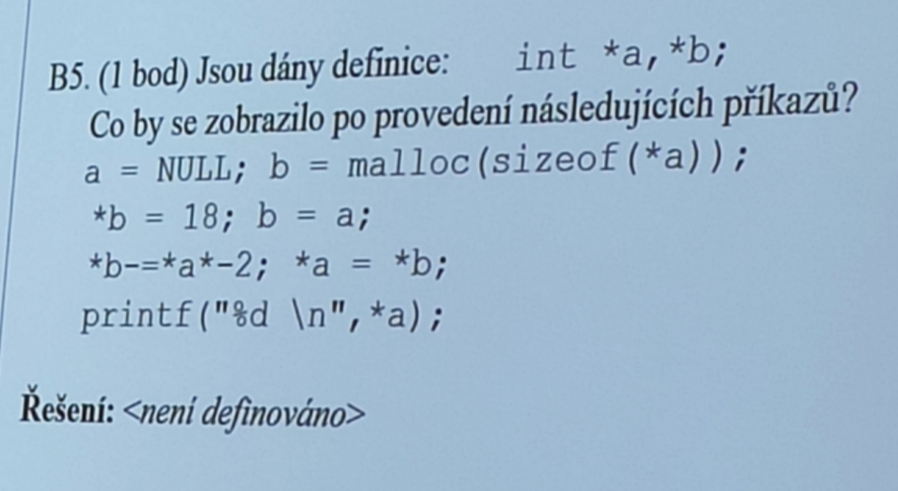 B5. (1 bod) Jsou dány definice: int *a,*b;
Co by se zobrazilo po provedení následujících příkazů?
a = NULL; b = malloc(sizeof(*a));
*b = 18; b = a;
*b-=*a*-2; *a = *b;
printf("%d \n",*a);
Řešení: <není definováno>